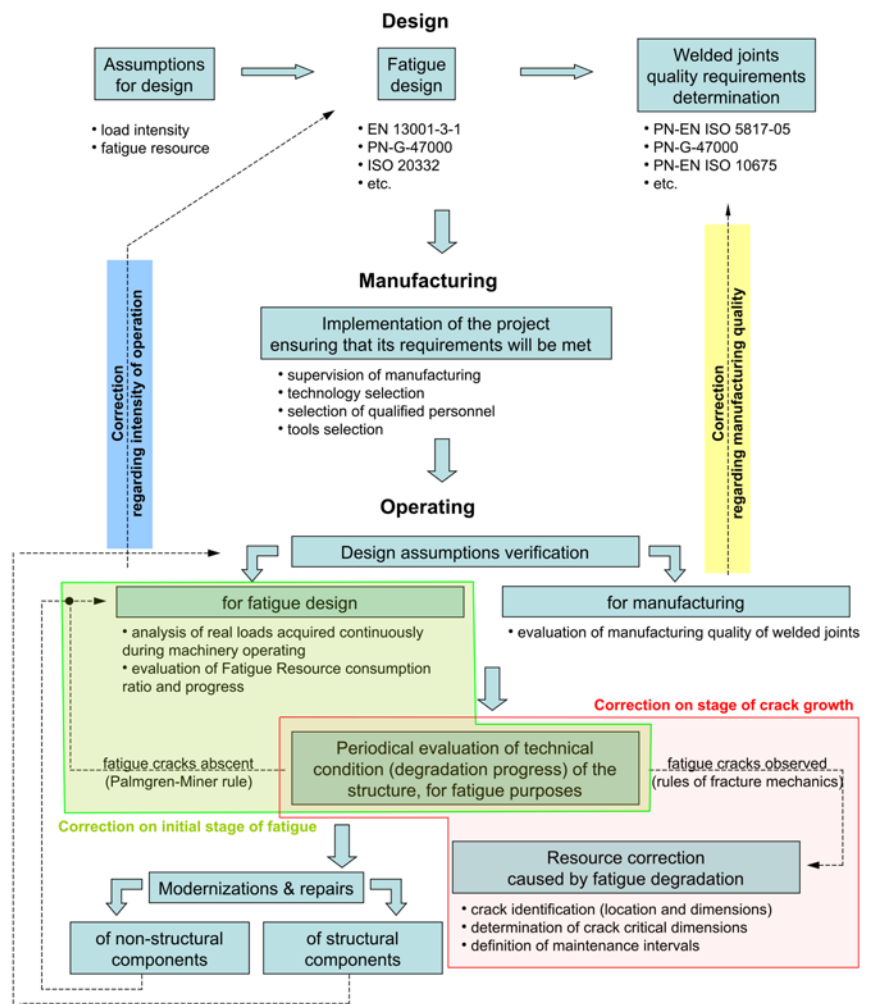 Design
Assumptions
for design
Fatigue
design
Welded joints
quality requirements
determination
• load intensity
• fatigue resource
• EN 13001-3-1
• PN-G-47000
• ISO 20332
• etc.
• PN-EN ISO 5817-05
• PN-G-47000
• PN-EN ISO 10675
• etc.
Correction
regarding intensity of operation
Correction
regarding manufacturing quality
Manufacturing
Implementation of the project
ensuring that its requirements will be met
• supervision of manufacturing
• technology selection
• selection of qualified personnel
• tools selection
Operating
Design assumptions verification
for fatigue design
• analysis of real loads acquired continuously
during machinery operating
• evaluation of Fatigue Resource consumption
ratio and progress
for manufacturing
• evaluation of manufacturing quality of welded joints
Correction on stage of crack growth
fatigue cracks abscent
(Palmgren-Miner rule)
Periodical evaluation of technical
condition (degradation progress) of the
structure, for fatigue purposes
fatigue cracks observed
(rules of fracture mechanics)
Correction on initial stage of fatigue
Resource correction
caused by fatigue degradation
• crack identification (location and dimensions)
• determination of crack critical dimensions
• definition of maintenance intervals
Modernizations & repairs
of non-structural
components
of structural
components